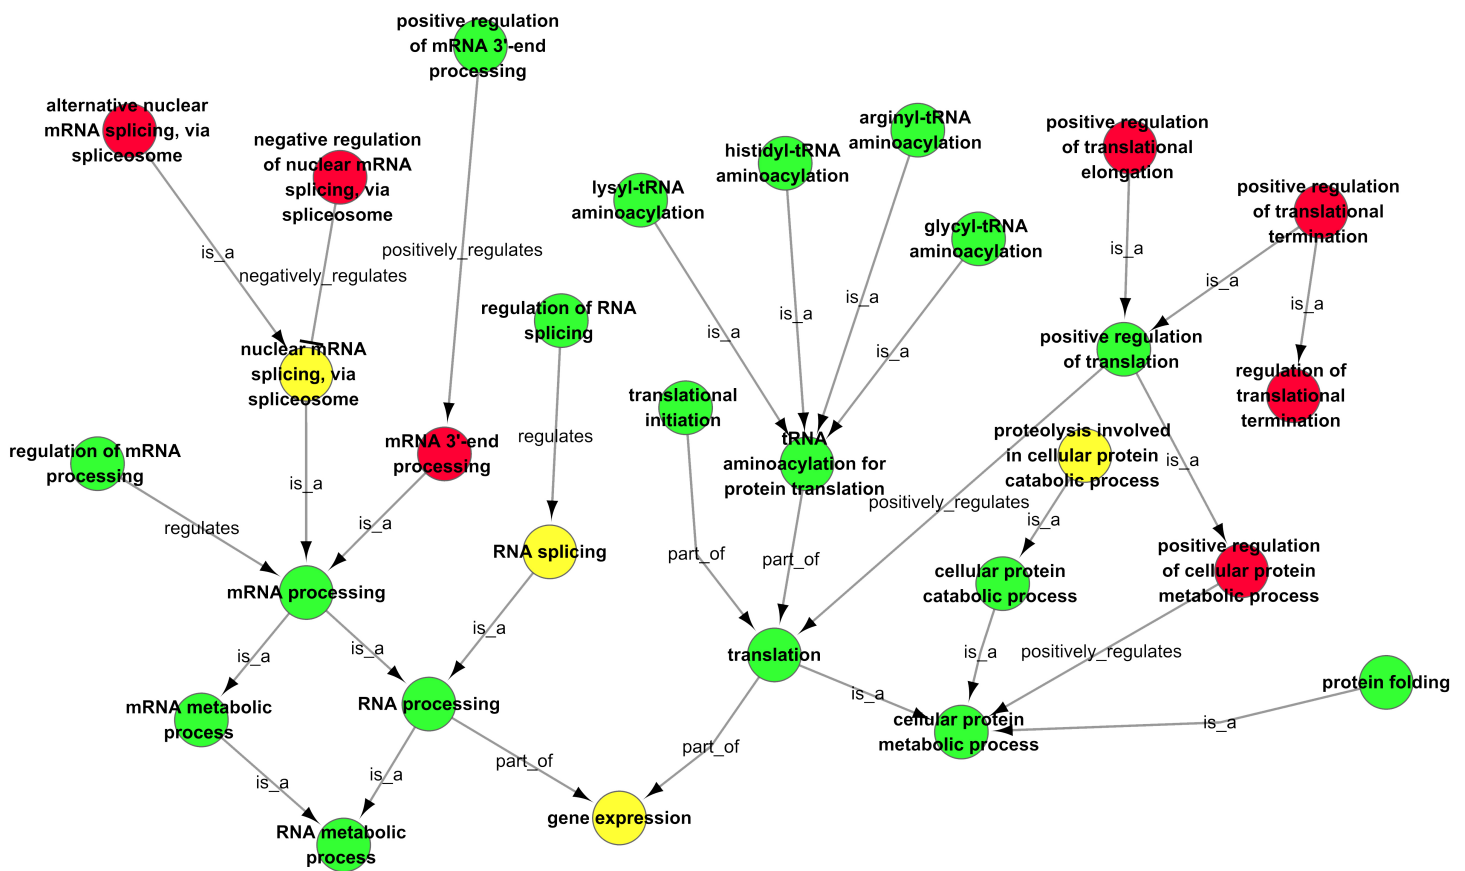 positive regulation
of mRNA 3'-end
processing
alternative nuclear
mRNA splicing, via
spliceosome
negative regulation
of nuclear mRNA
splicing, via
spliceosome
arginyl-tRNA
aminoacylation
histidyl-tRNA
aminoacylation
lysyl-tRNA
aminoacylation
glycyl-tRNA
aminoacylation
positive regulation
of translational
elongation
positive regulation
of translational
termination
is_a
negatively_regulates
positively_regulates
is_a
is_a
is_a
is_a
is_a
is_a
is_a
is_a
regulation of RNA
splicing
nuclear mRNA
splicing, via
spliceosome
positive regulation
of translation
regulation of
translational
termination
translational
initiation
regulation of mRNA
processing
mRNA 3'-end
processing
regulates
tRNA
aminoacylation for
protein translation
proteolysis involved
in cellular protein
catabolic process
is_a
is_a
positively_regulates
regulates
is_a
is_a
RNA splicing
part_of
part_of
cellular protein
catabolic process
positive regulation
of cellular protein
metabolic process
mRNA processing
is_a
is_a
is_a
translation
is_a
positively_regulates
protein folding
mRNA metabolic
process
RNA processing
is_a
cellular protein
metabolic process
is_a
part_of
part_of
is_a
is_a
gene expression
RNA metabolic
process